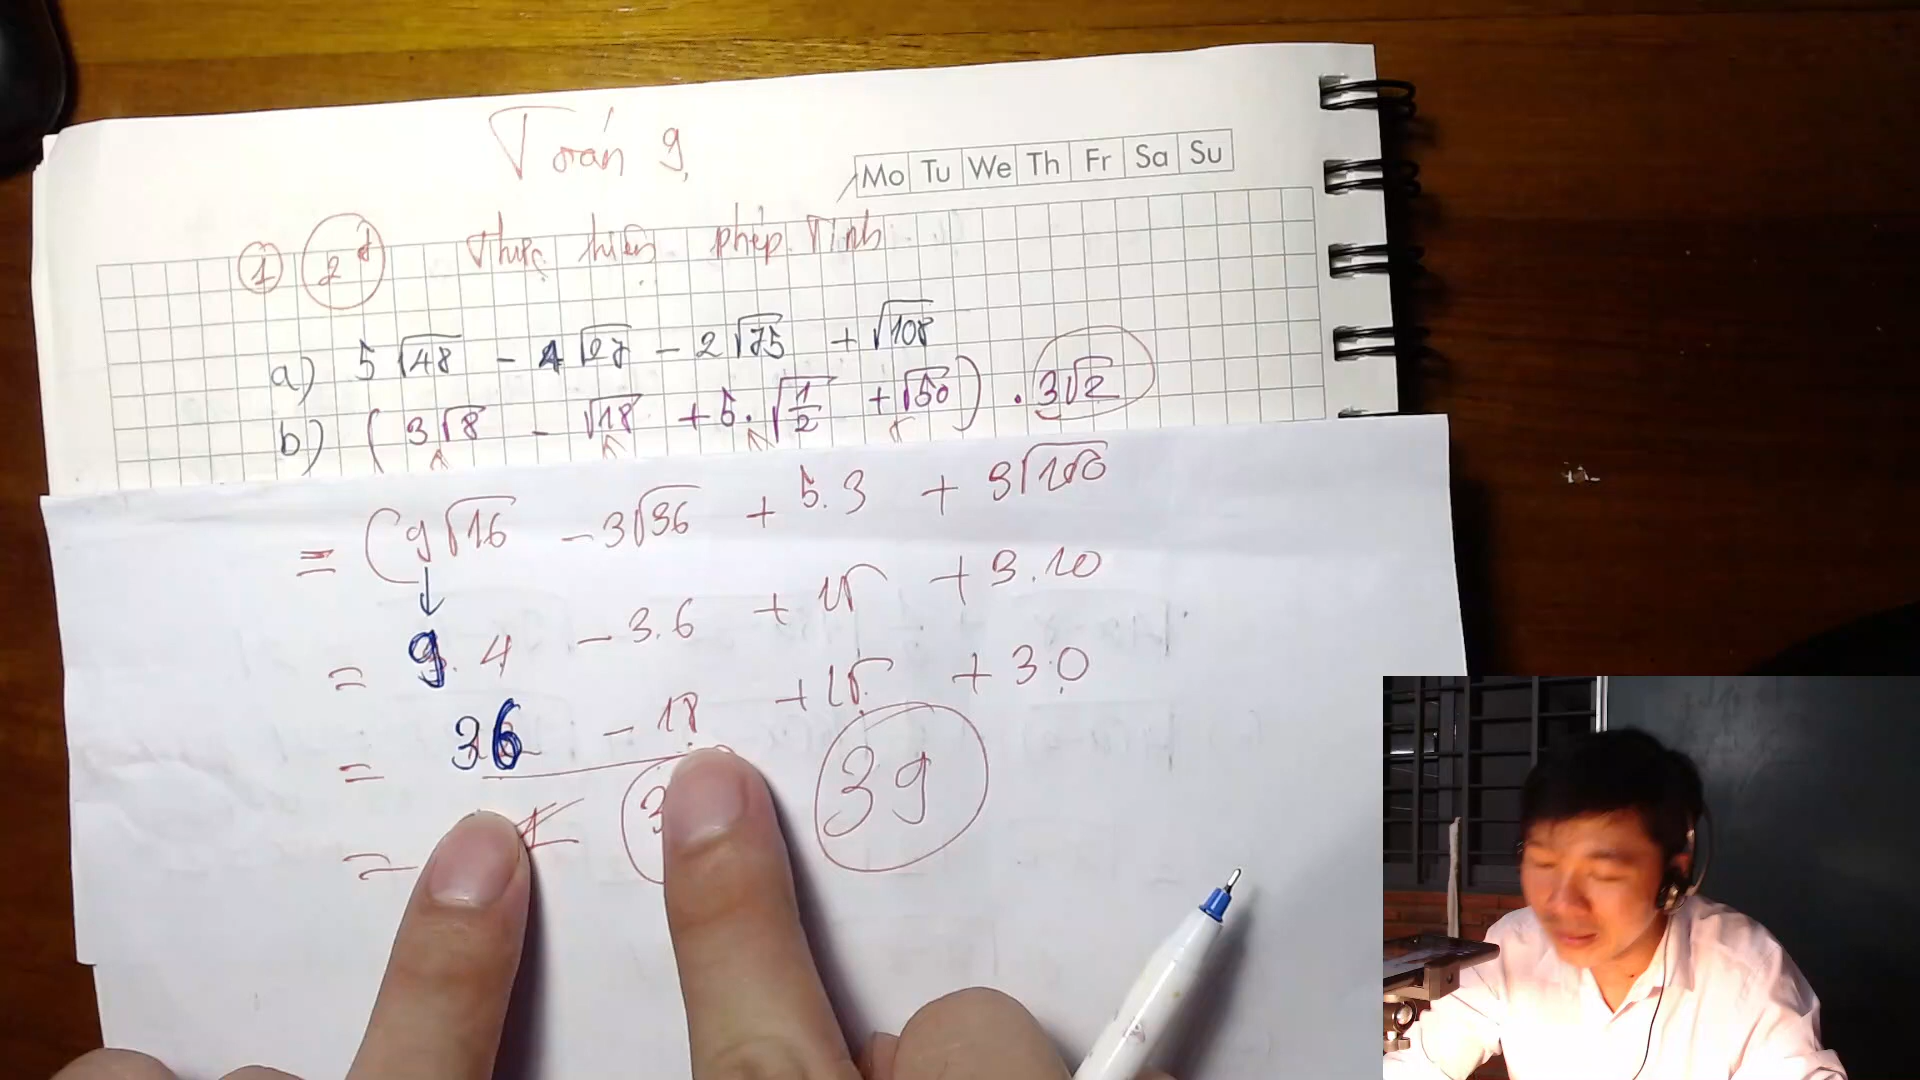 Toán 9
Mo Tu We Th Fr Sa Su
① 2đ Thực hiện phép tính
a) 5√48 - 4√27 - 2√75 + √108
b) (3√8 - √18 + 5.√(1/2) + √50) . 3√2
= (9√16 - 3√36 + 5.3 + 3√100
= 9.4 - 3.6 + 15 + 3.10
= 36 - 18 + 15 + 30
= 39